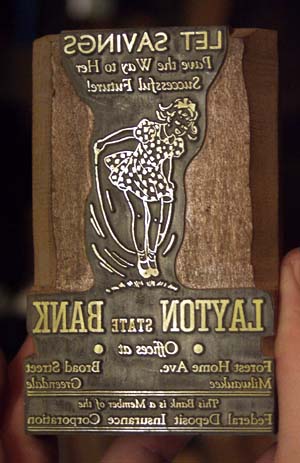 LET SAVINGS
Pave the Way to Her
Successful Future!
LAYTON STATE BANK
• Offices at •
Forest Home Ave. Broad Street
Milwaukee Greendale
This Bank is a Member of the
Federal Deposit Insurance Corporation